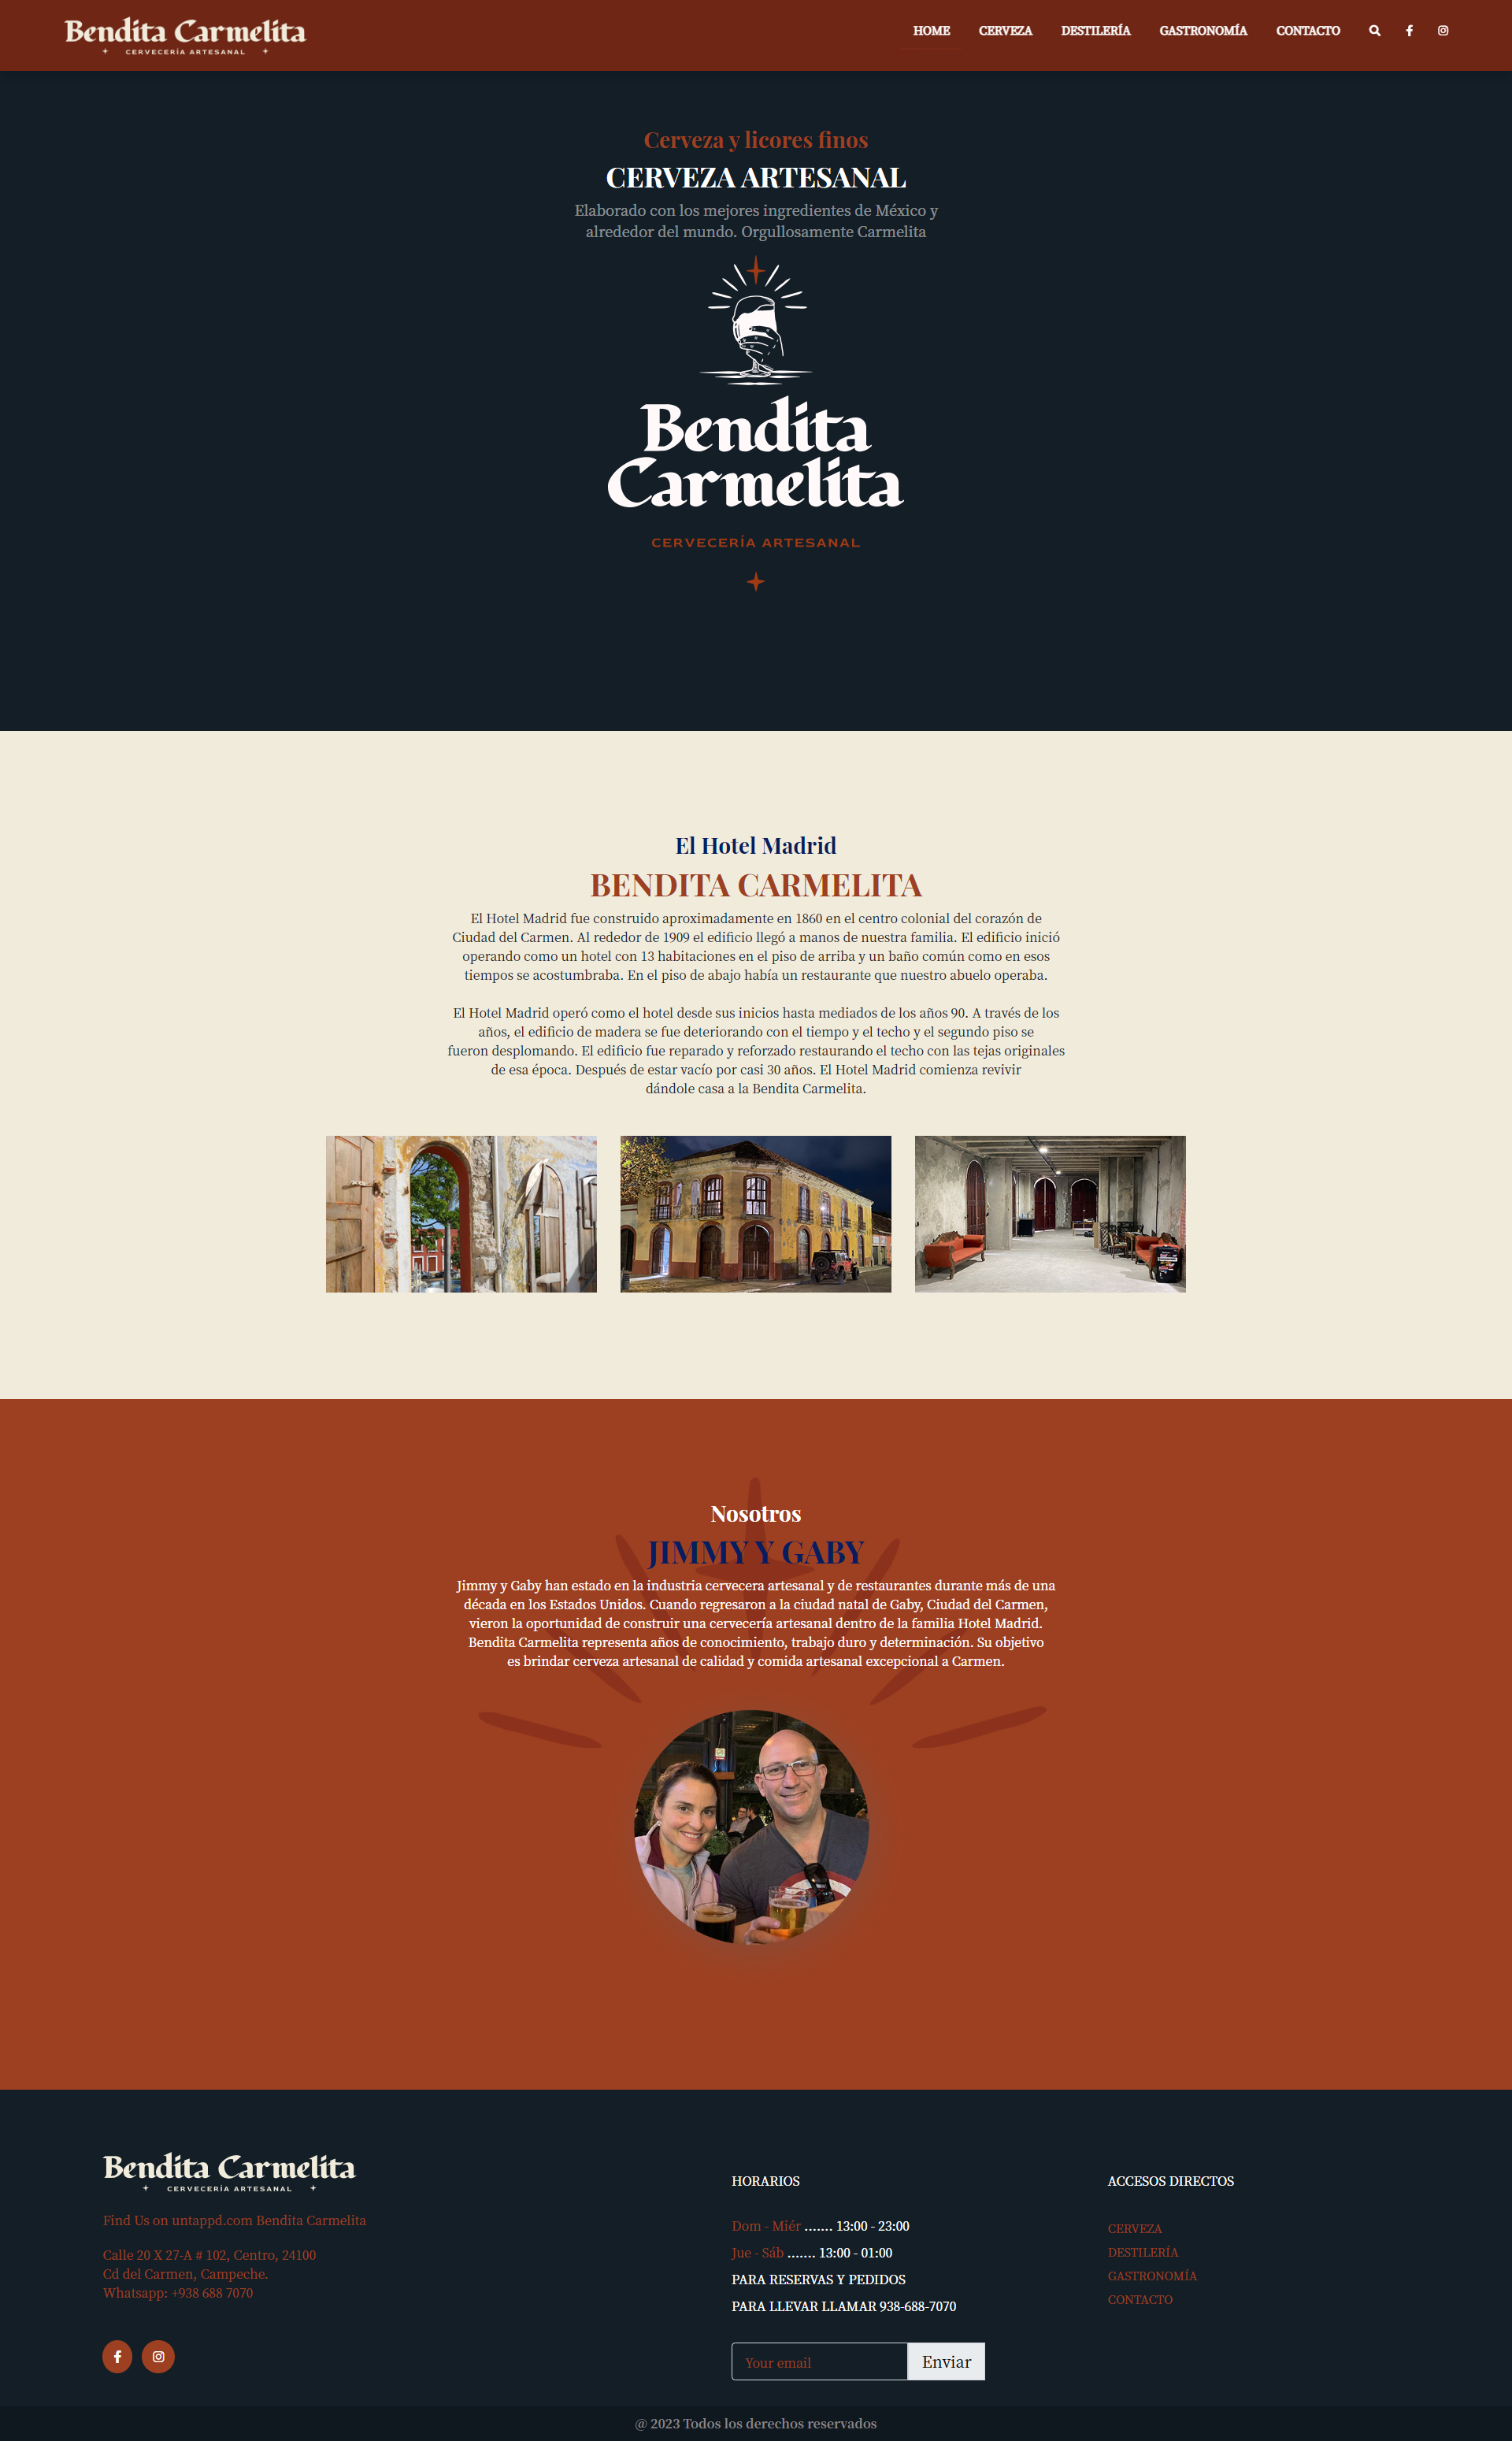 Bendita Carmelita
CERVECERÍA ARTESANAL
HOME CERVEZA DESTILERÍA GASTRONOMÍA CONTACTO
Cerveza y licores finos
CERVEZA ARTESANAL
Elaborado con los mejores ingredientes de México y
alrededor del mundo. Orgullosamente Carmelita
Bendita
Carmelita
CERVECERÍA ARTESANAL
El Hotel Madrid
BENDITA CARMELITA
El Hotel Madrid fue construido aproximadamente en 1860 en el centro colonial del corazón de
Ciudad del Carmen. Al rededor de 1909 el edificio llegó a manos de nuestra familia. El edificio inició
operando como un hotel con 13 habitaciones en el piso de arriba y un baño común como en esos
tiempos se acostumbraba. En el piso de abajo había un restaurante que nuestro abuelo operaba.
El Hotel Madrid operó como el hotel desde sus inicios hasta mediados de los años 90. A través de los
años, el edificio de madera se fue deteriorando con el tiempo y el techo y el segundo piso se
fueron desplomando. El edificio fue reparado y reforzado restaurando el techo con las tejas originales
de esa época. Después de estar vacío por casi 30 años. El Hotel Madrid comienza revivir
dándole casa a la Bendita Carmelita.
Nosotros
JIMMY Y GABY
Jimmy y Gaby han estado en la industria cervecera artesanal y de restaurantes durante más de una
década en los Estados Unidos. Cuando regresaron a la ciudad natal de Gaby, Ciudad del Carmen,
vieron la oportunidad de construir una cervecería artesanal dentro de la familia Hotel Madrid.
Bendita Carmelita representa años de conocimiento, trabajo duro y determinación. Su objetivo
es brindar cerveza artesanal de calidad y comida artesanal excepcional a Carmen.
Bendita Carmelita
CERVECERÍA ARTESANAL
Find Us on untappd.com Bendita Carmelita
Calle 20 X 27-A # 102, Centro, 24100
Cd del Carmen, Campeche.
Whatsapp: +938 688 7070
HORARIOS
Dom - Miér ....... 13:00 - 23:00
Jue - Sáb ....... 13:00 - 01:00
PARA RESERVAS Y PEDIDOS
PARA LLEVAR LLAMAR 938-688-7070
Your email Enviar
ACCESOS DIRECTOS
CERVEZA
DESTILERÍA
GASTRONOMÍA
CONTACTO
@ 2023 Todos los derechos reservados